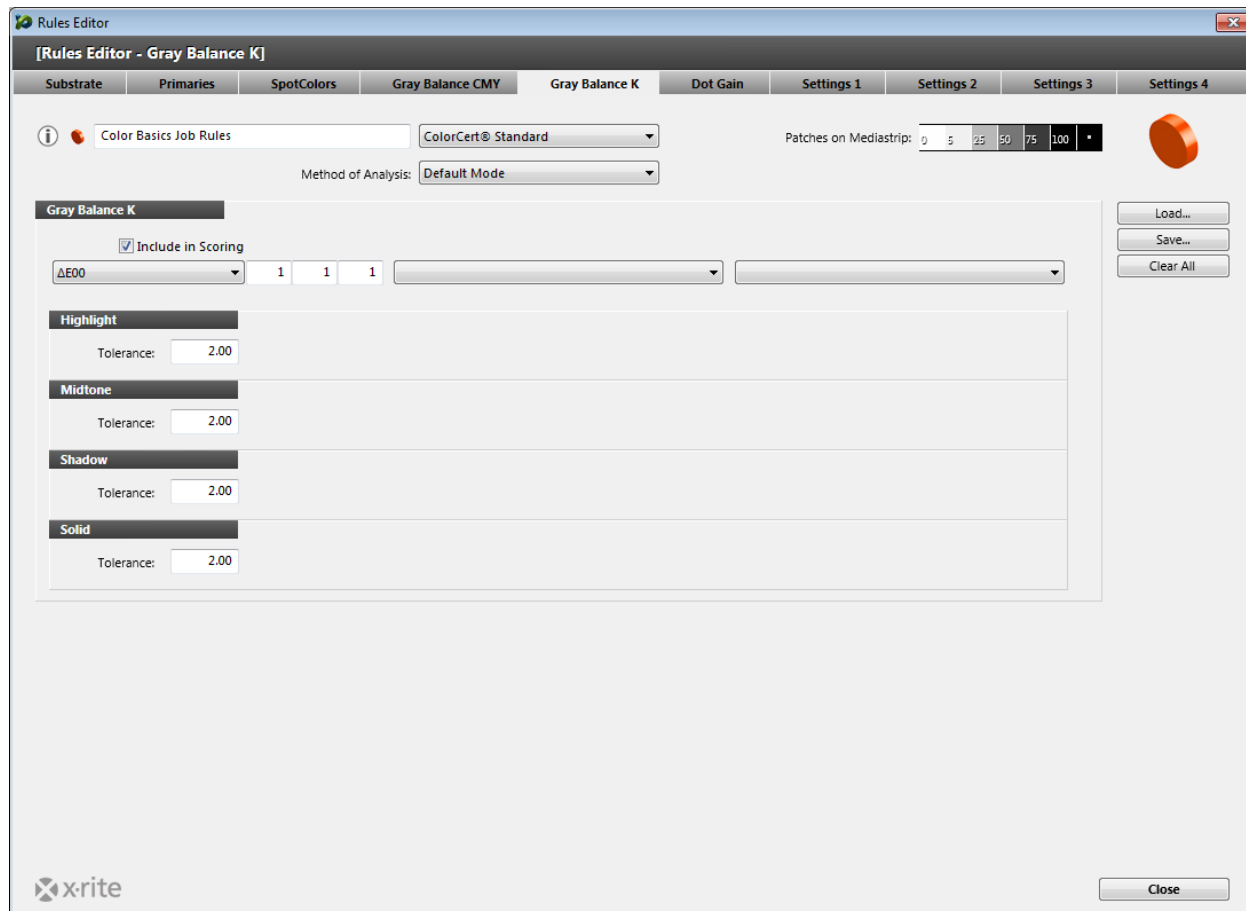 Rules Editor
[Rules Editor - Gray Balance K]
Substrate Primaries SpotColors Gray Balance CMY Gray Balance K Dot Gain Settings 1 Settings 2 Settings 3 Settings 4
Color Basics Job Rules ColorCert® Standard Patches on Mediastrip: 0 5 25 50 75 100 *
Method of Analysis: Default Mode
Gray Balance K
Load...
Include in Scoring
Save...
ΔE00 1 1 1
Clear All
Highlight
Tolerance: 2.00
Midtone
Tolerance: 2.00
Shadow
Tolerance: 2.00
Solid
Tolerance: 2.00
x·rite
Close